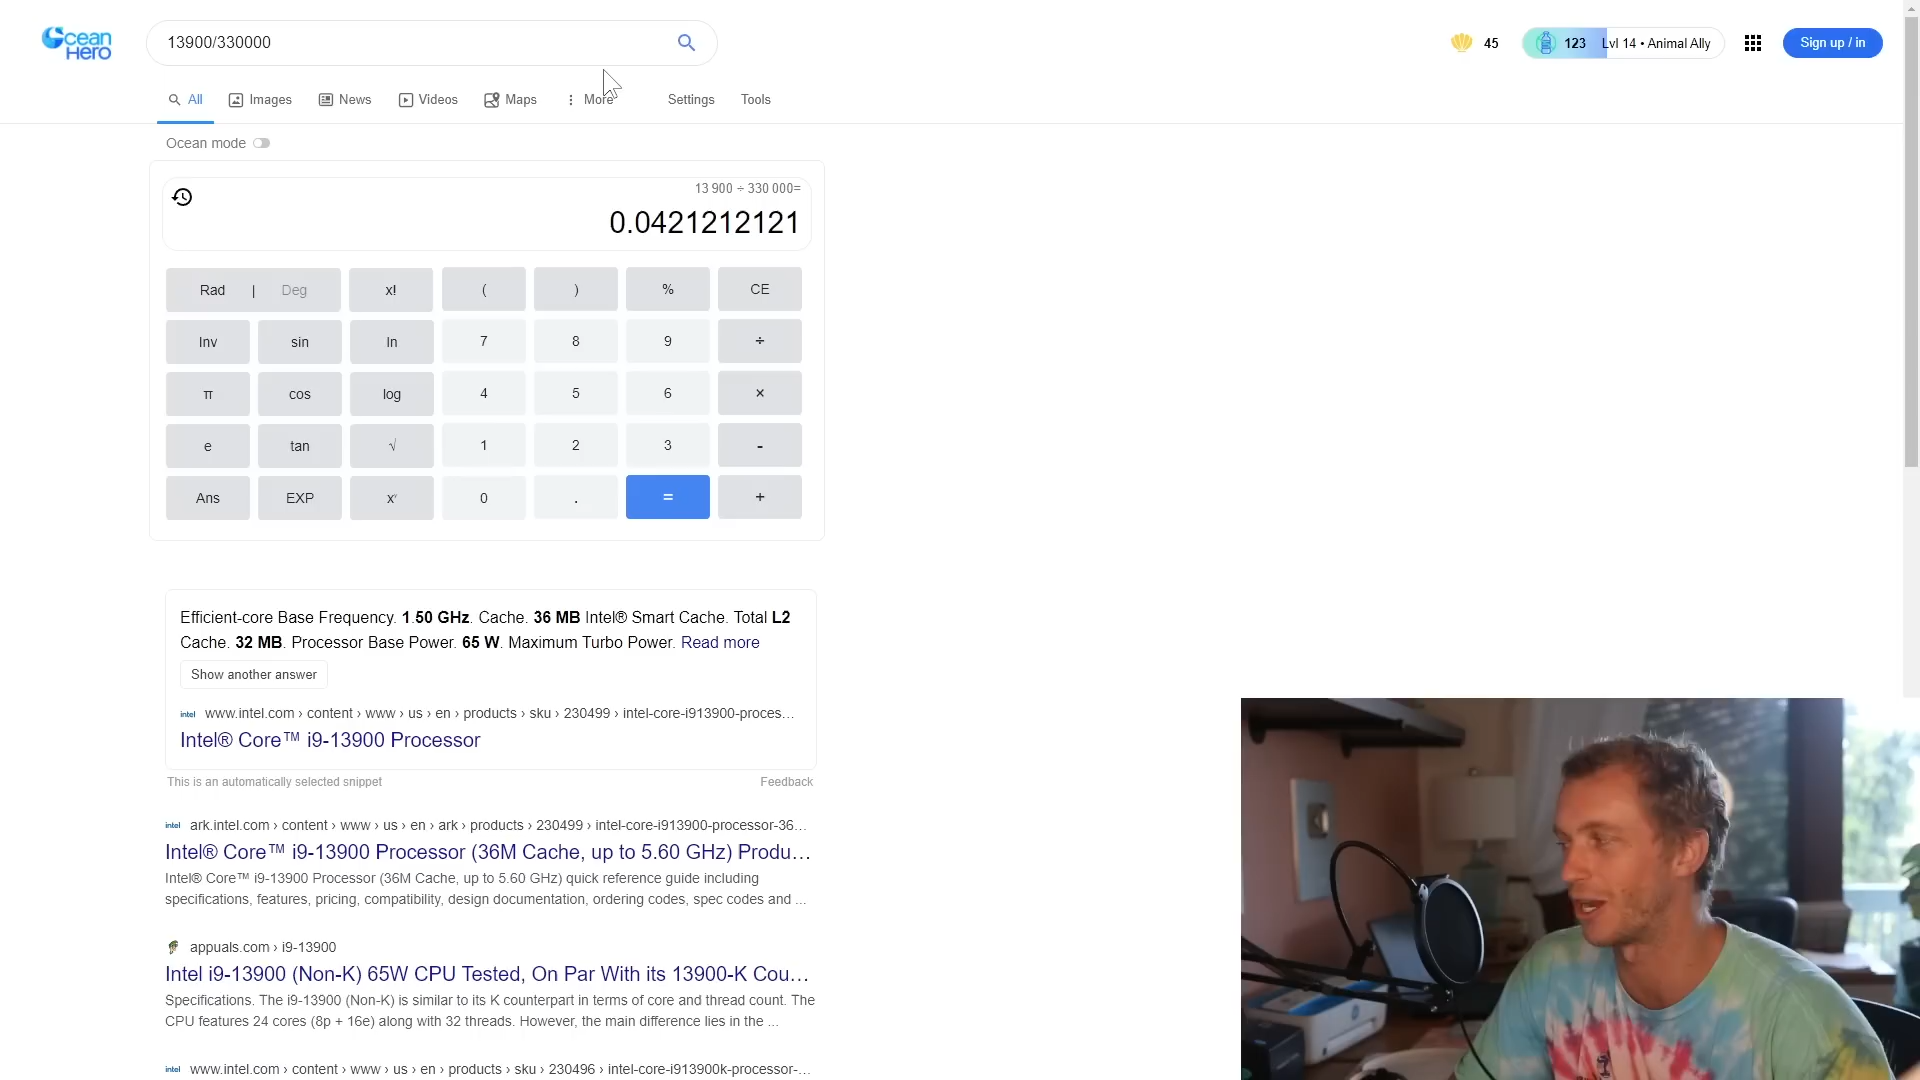 Ocean
Hero
13900/330000
45
123
Lvl 14 • Animal Ally
Sign up / in
All
Images
News
Videos
Maps
More
Settings
Tools
Ocean mode
13 900 ÷ 330 000=
0.0421212121
Rad | Deg x! ( ) % CE
Inv sin ln 7 8 9 ÷
π cos log 4 5 6 ×
e tan √ 1 2 3 -
Ans EXP xʸ 0 . = +
Efficient-core Base Frequency. 1.50 GHz. Cache. 36 MB Intel® Smart Cache. Total L2
Cache. 32 MB. Processor Base Power. 65 W. Maximum Turbo Power. Read more
Show another answer
intel www.intel.com › content › www › us › en › products › sku › 230499 › intel-core-i913900-proces…
Intel® Core™ i9-13900 Processor
This is an automatically selected snippet
Feedback
intel ark.intel.com › content › www › us › en › ark › products › 230499 › intel-core-i913900-processor-36…
Intel® Core™ i9-13900 Processor (36M Cache, up to 5.60 GHz) Produ…
Intel® Core™ i9-13900 Processor (36M Cache, up to 5.60 GHz) quick reference guide including
specifications, features, pricing, compatibility, design documentation, ordering codes, spec codes and ...
appuals.com › i9-13900
Intel i9-13900 (Non-K) 65W CPU Tested, On Par With its 13900-K Cou…
Specifications. The i9-13900 (Non-K) is similar to its K counterpart in terms of core and thread count. The
CPU features 24 cores (8p + 16e) along with 32 threads. However, the main difference lies in the ...
intel www.intel.com › content › www › us › en › products › sku › 230496 › intel-core-i913900k-processor-…